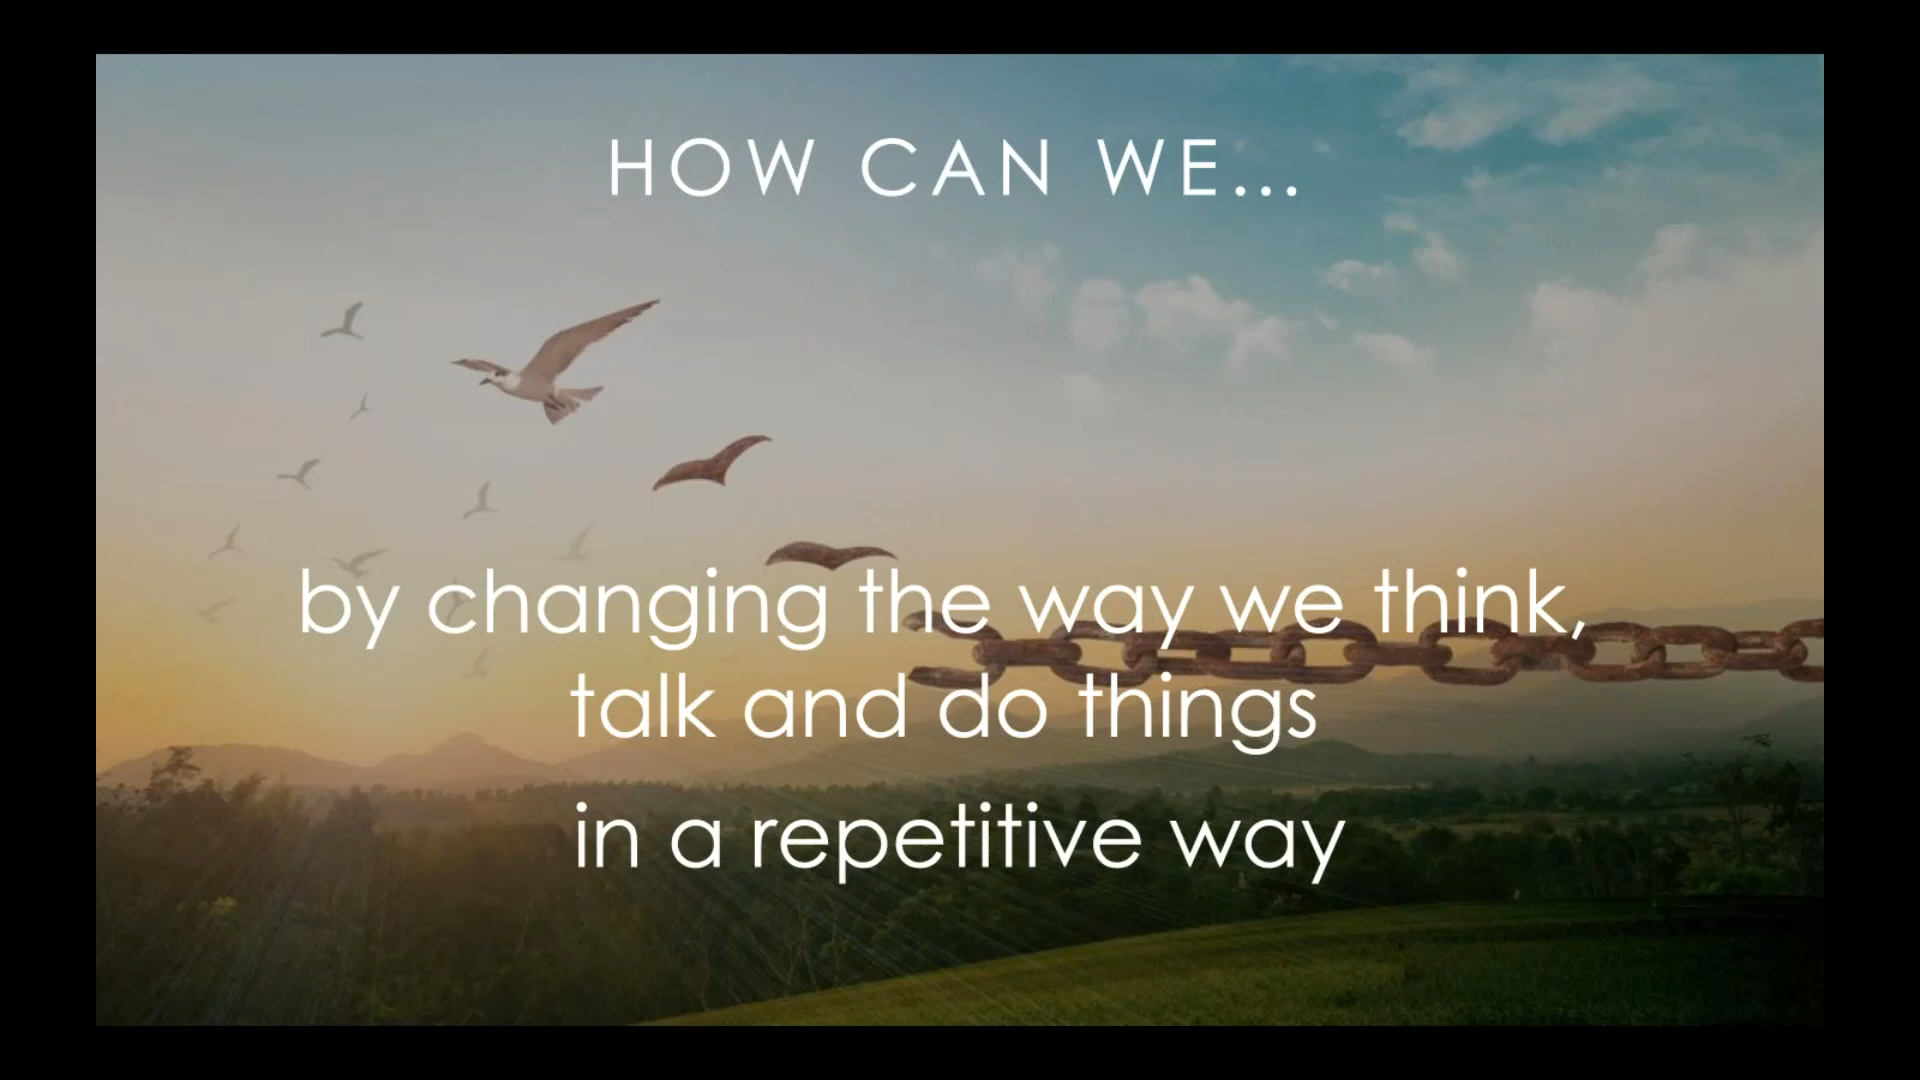 HOW CAN WE...
by changing the way we think,
talk and do things
in a repetitive way